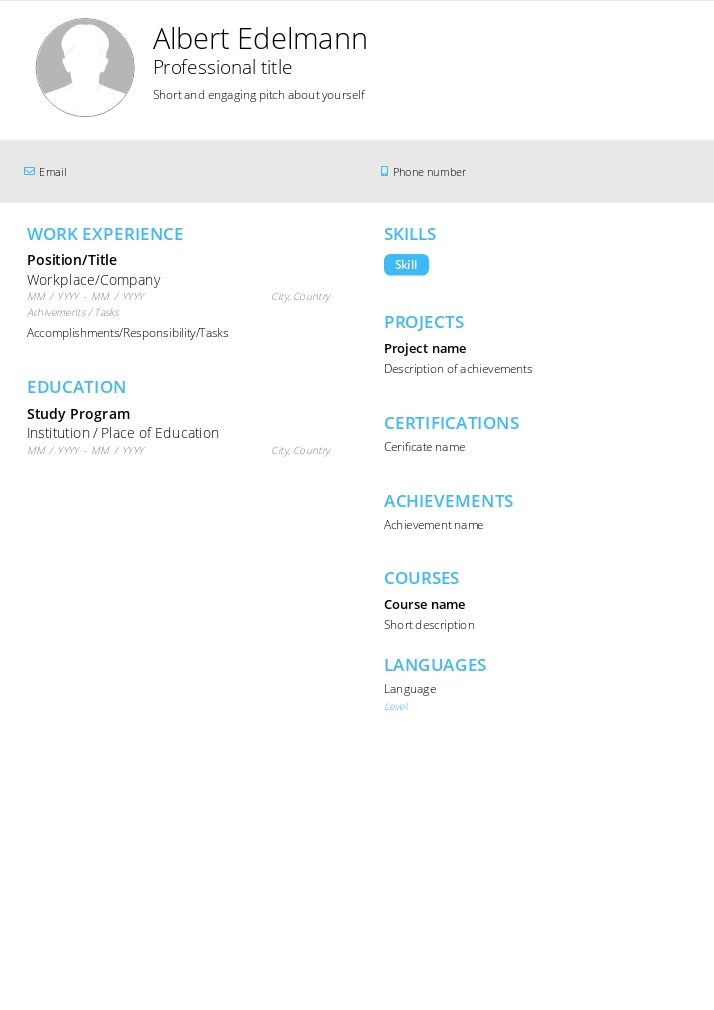 Albert Edelmann
Professional title
Short and engaging pitch about yourself
Email
Phone number
WORK EXPERIENCE
Position/Title
Workplace/Company
MM / YYYY - MM / YYYY City, Country
Achivements / Tasks
Accomplishments/Responsibility/Tasks
EDUCATION
Study Program
Institution / Place of Education
MM / YYYY - MM / YYYY City, Country
SKILLS
Skill
PROJECTS
Project name
Description of achievements
CERTIFICATIONS
Cerificate name
ACHIEVEMENTS
Achievement name
COURSES
Course name
Short description
LANGUAGES
Language
Level